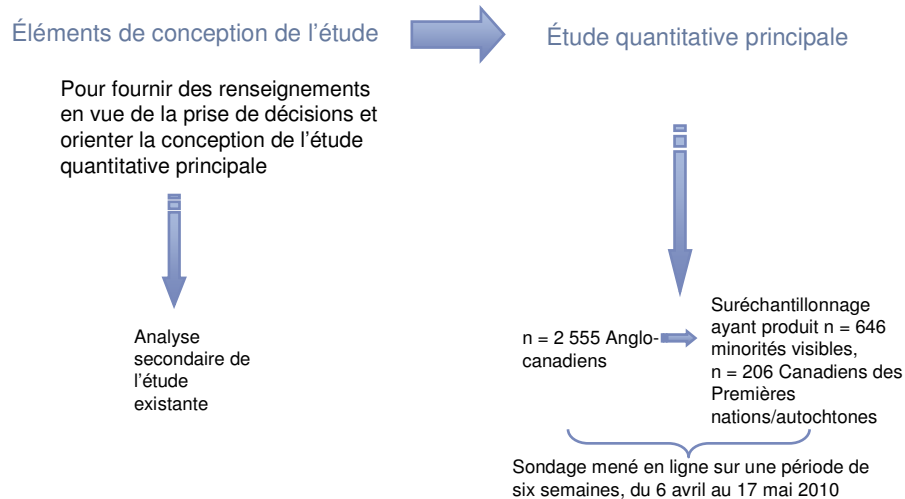 Éléments de conception de l'étude
Pour fournir des renseignements
en vue de la prise de décisions et
orienter la conception de l'étude
quantitative principale
Analyse
secondaire de
l'étude
existante
Étude quantitative principale
n = 2 555 Anglo-
canadiens
Suréchantillonnage
ayant produit n = 646
minorités visibles,
n = 206 Canadiens des
Premières
nations/autochtones
Sondage mené en ligne sur une période de
six semaines, du 6 avril au 17 mai 2010